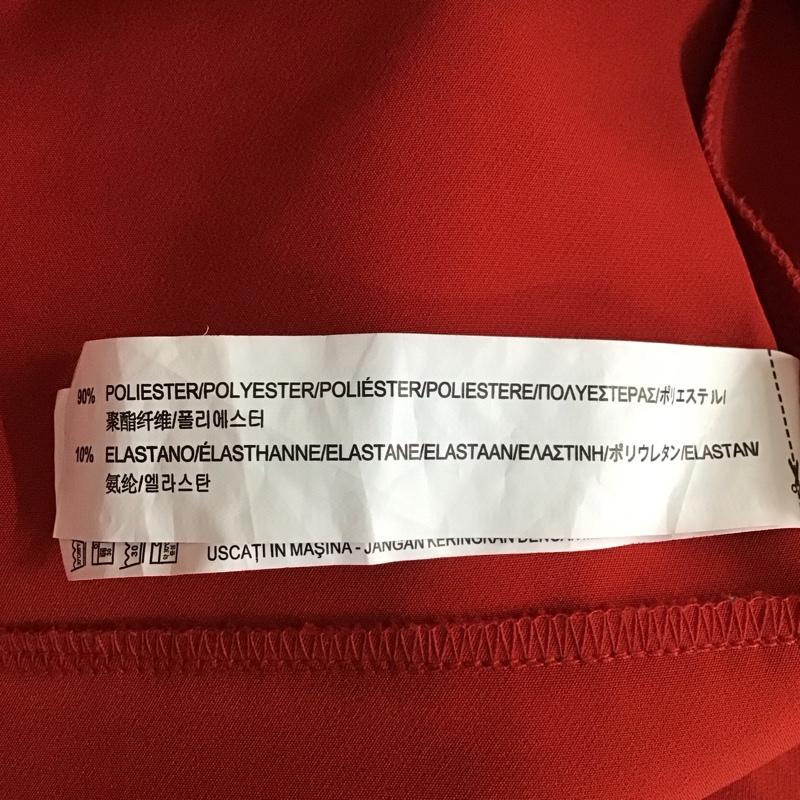 90% POLIESTER/POLYESTER/POLIÉSTER/POLIESTERE/ΠΟΛΥΕΣΤΕΡΑΣ/ポリエステル/
聚酯纤维/폴리에스터
10% ELASTANO/ÉLASTHANNE/ELASTANE/ELASTAAN/ΕΛΑΣΤΙΝΗ/ポリウレタン/ELASTAN/
氨纶/엘라스탄
USCAȚI IN MAȘINA - JANGAN KERINGKAN DENGAN